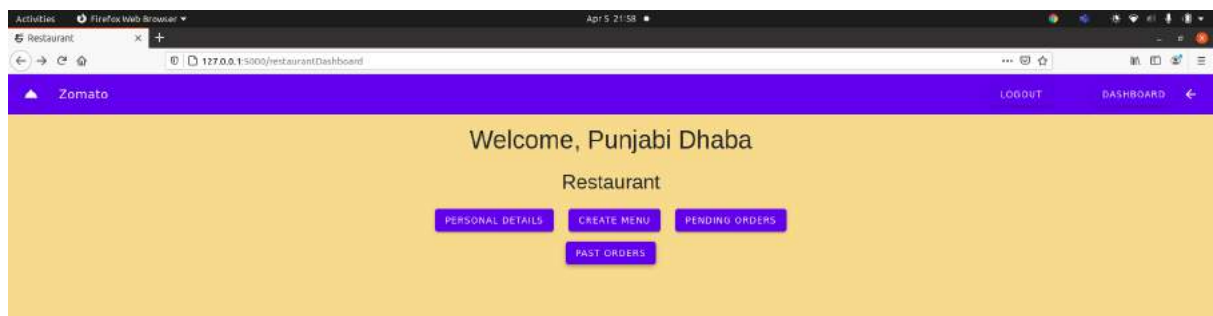 Activities Firefox Web Browser Apr 5 21:58
Restaurant
127.0.0.1:5000/restaurantDashboard
Zomato LOGOUT DASHBOARD
Welcome, Punjabi Dhaba
Restaurant
PERSONAL DETAILS CREATE MENU PENDING ORDERS
PAST ORDERS